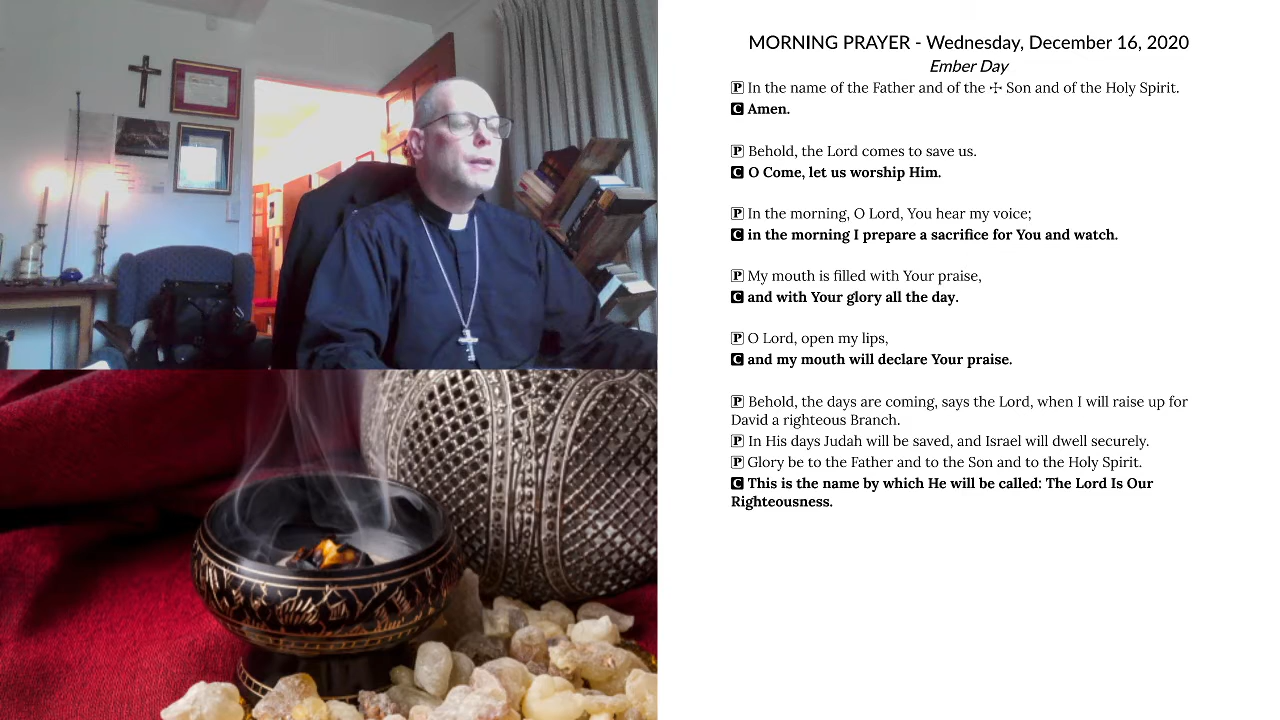 MORNING PRAYER - Wednesday, December 16, 2020
Ember Day
P In the name of the Father and of the ☩ Son and of the Holy Spirit.
C Amen.
P Behold, the Lord comes to save us.
C O Come, let us worship Him.
P In the morning, O Lord, You hear my voice;
C in the morning I prepare a sacrifice for You and watch.
P My mouth is filled with Your praise,
C and with Your glory all the day.
P O Lord, open my lips,
C and my mouth will declare Your praise.
P Behold, the days are coming, says the Lord, when I will raise up for
David a righteous Branch.
P In His days Judah will be saved, and Israel will dwell securely.
P Glory be to the Father and to the Son and to the Holy Spirit.
C This is the name by which He will be called: The Lord Is Our
Righteousness.